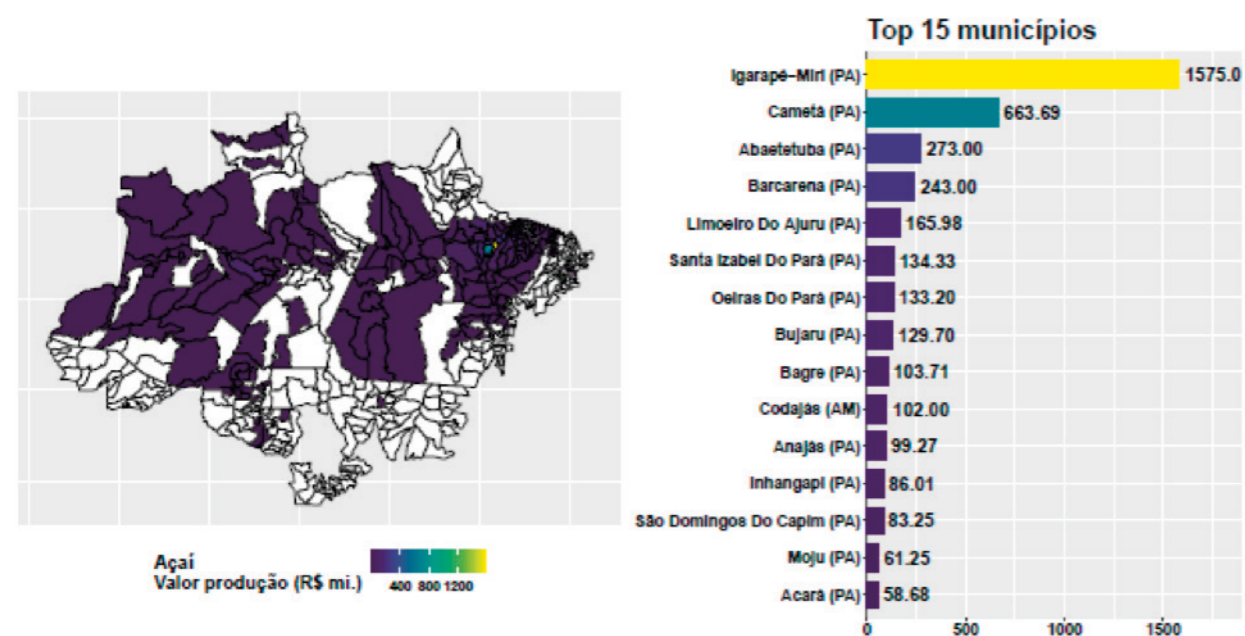 Top 15 municípios
Igarapé-Miri (PA) 1575.0
Cametá (PA) 663.69
Abaetetuba (PA) 273.00
Barcarena (PA) 243.00
Limoeiro Do Ajuru (PA) 165.98
Santa Izabel Do Pará (PA) 134.33
Oeiras Do Pará (PA) 133.20
Bujaru (PA) 129.70
Bagre (PA) 103.71
Codajás (AM) 102.00
Anajás (PA) 99.27
Inhangapi (PA) 86.01
São Domingos Do Capim (PA) 83.25
Moju (PA) 61.25
Acará (PA) 58.68
0 500 1000 1500
Açaí
Valor produção (R$ mi.)
400 800 1200